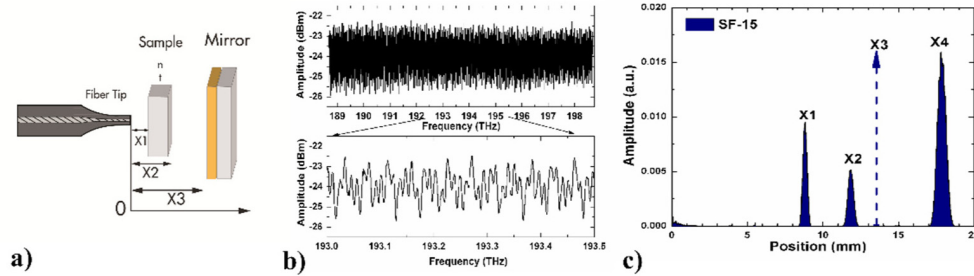 a)
Sample
Mirror
n
t
Fiber Tip
X1
X2
X3
0
b)
Amplitude (dBm)
-22
-23
-24
-25
-26
189 190 191 192 193 194 195 196 197 198
Frequency (THz)
Amplitude (dBm)
-22
-23
-24
-25
-26
193.0 193.1 193.2 193.3 193.4 193.5
Frequency (THz)
c)
Amplitude (a.u.)
0.020
0.015
0.010
0.005
0.000
SF-15
X1
X2
X3
X4
0 5 10 15 20
Position (mm)